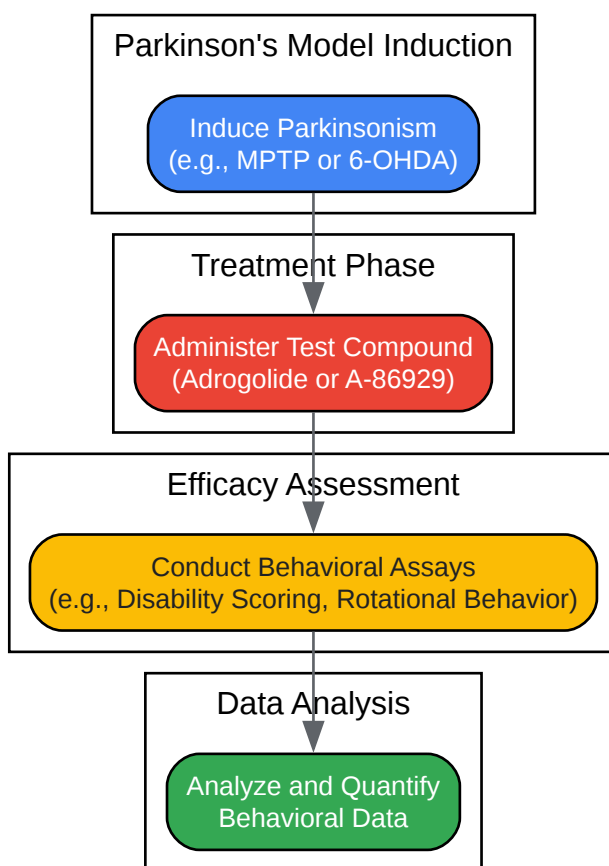 Parkinson's Model Induction
Induce Parkinsonism
(e.g., MPTP or 6-OHDA)
Treatment Phase
Administer Test Compound
(Adrogolide or A-86929)
Efficacy Assessment
Conduct Behavioral Assays
(e.g., Disability Scoring, Rotational Behavior)
Data Analysis
Analyze and Quantify
Behavioral Data